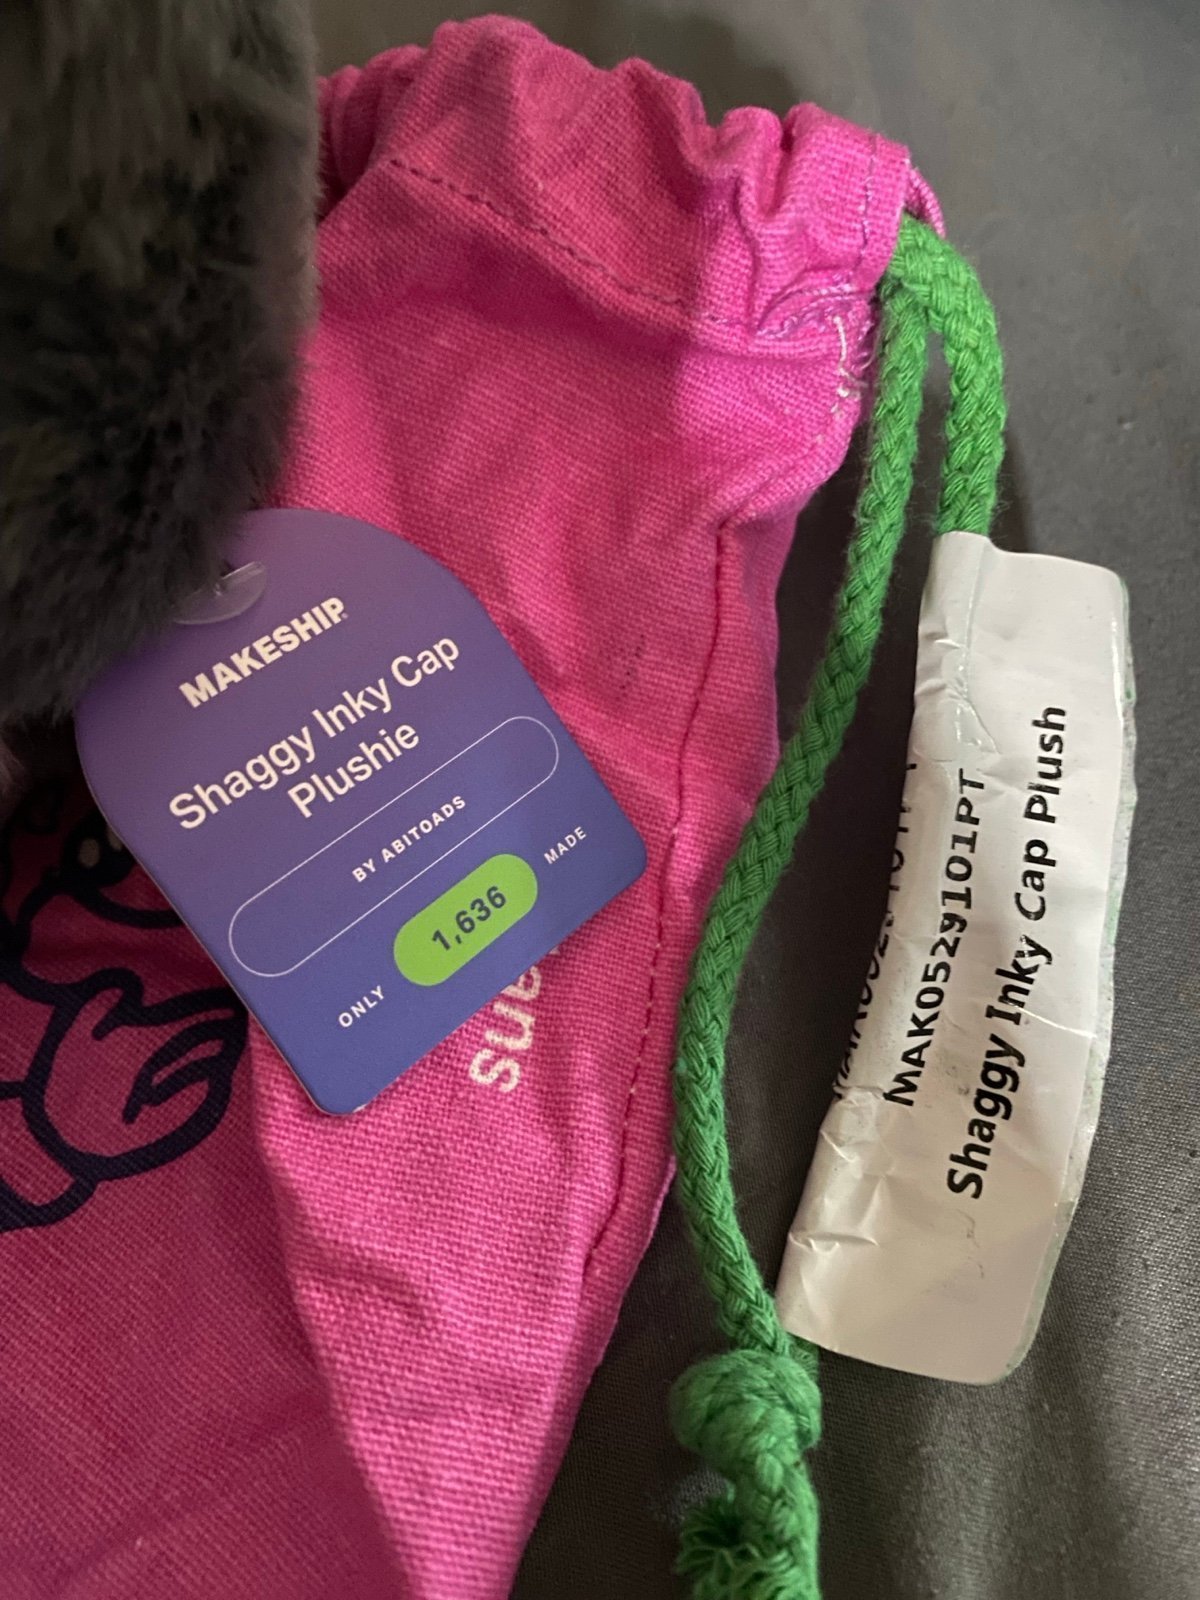 MAKESHIP
Shaggy Inky Cap
Plushie
BY ABITOADS
ONLY 1,636 MADE
MAK0529101PT
Shaggy Inky Cap Plush